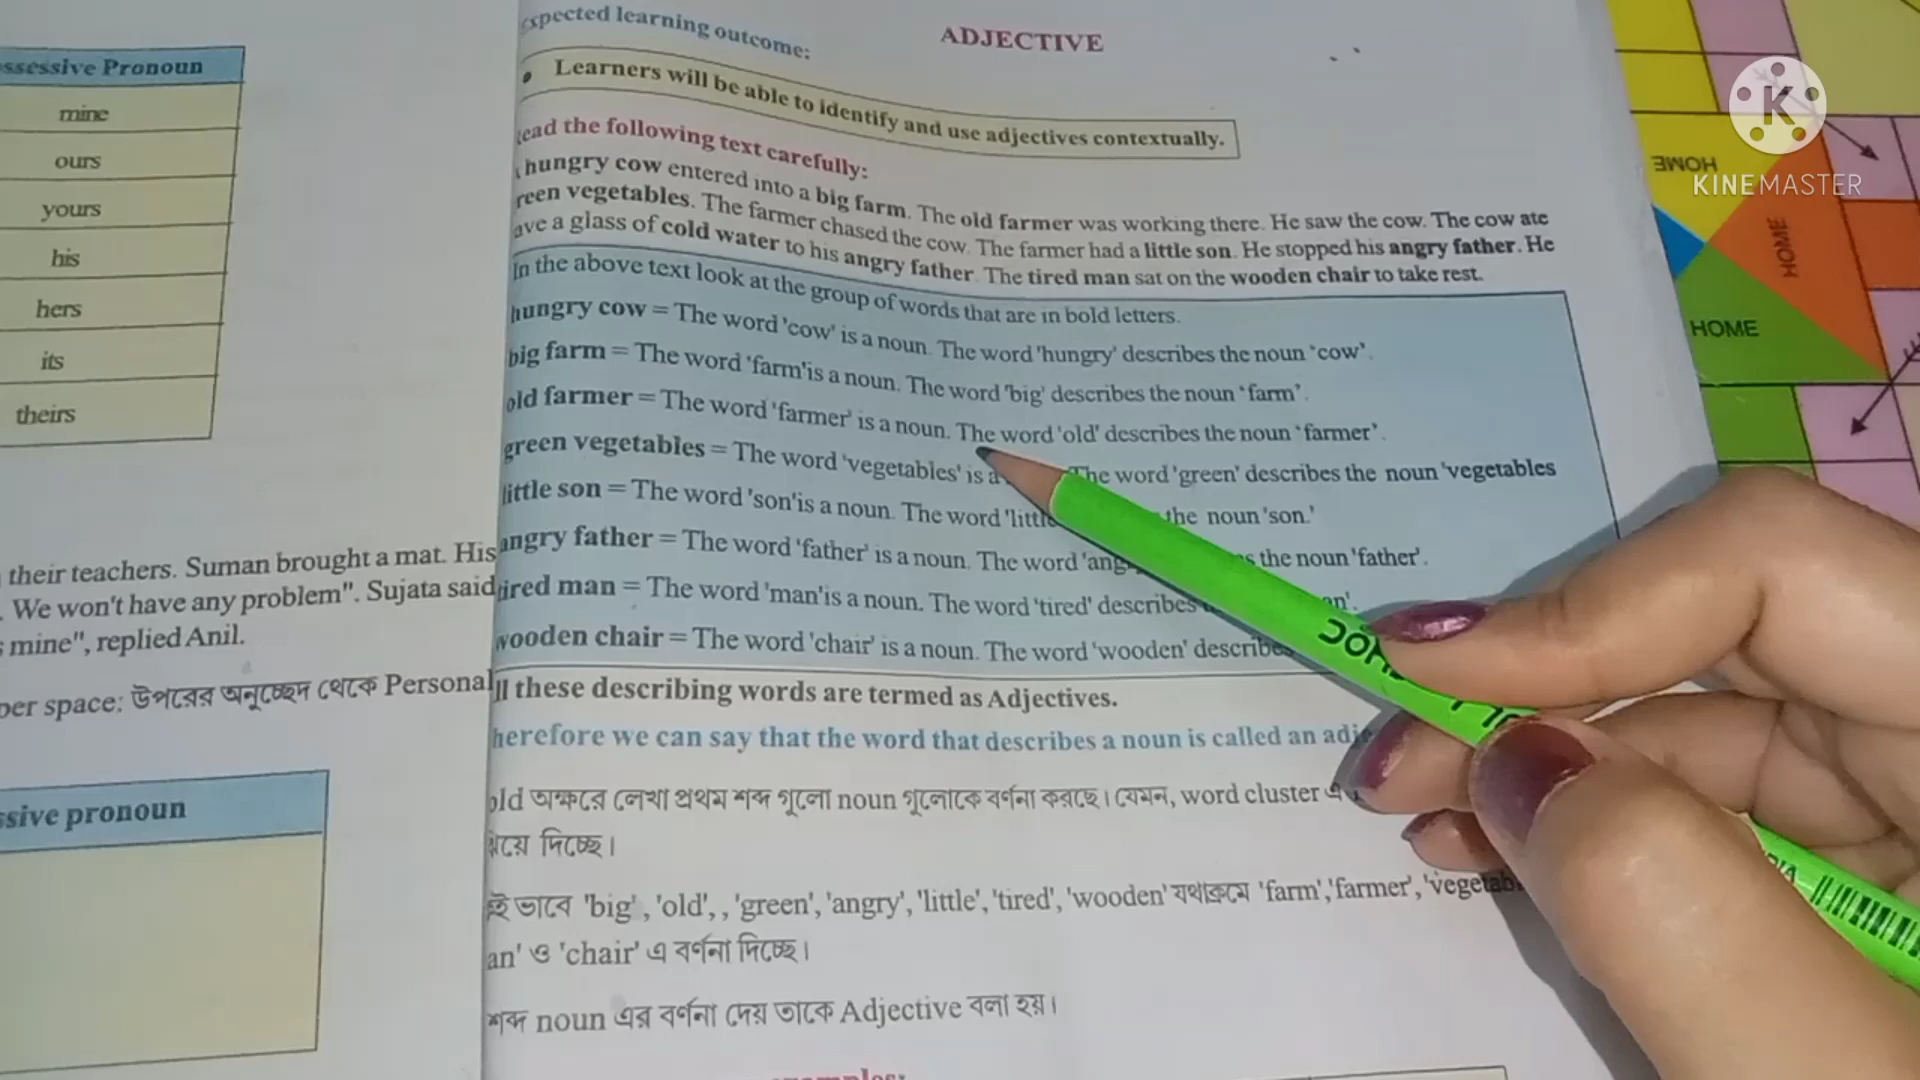 ssessive Pronoun
mine
ours
yours
his
hers
its
theirs
their teachers. Suman brought a mat. His
. We won't have any problem". Sujata said
mine", replied Anil.
per space: উপরের অনুচ্ছেদ থেকে Personal
ssive pronoun
expected learning outcome:
ADJECTIVE
• Learners will be able to identify and use adjectives contextually.
ead the following text carefully:
hungry cow entered into a big farm. The old farmer was working there. He saw the cow. The cow ate
reen vegetables. The farmer chased the cow. The farmer had a little son. He stopped his angry father. He
ave a glass of cold water to his angry father. The tired man sat on the wooden chair to take rest.
In the above text look at the group of words that are in bold letters.
hungry cow = The word 'cow' is a noun. The word 'hungry' describes the noun 'cow'.
big farm = The word 'farm'is a noun. The word 'big' describes the noun 'farm'.
old farmer = The word 'farmer' is a noun. The word 'old' describes the noun 'farmer'.
green vegetables = The word 'vegetables' is a The word 'green' describes the noun 'vegetables
little son = The word 'son'is a noun. The word 'little the noun 'son.'
angry father = The word 'father' is a noun. The word 'ang s the noun 'father'.
tired man = The word 'man'is a noun. The word 'tired' describes an'.
wooden chair = The word 'chair' is a noun. The word 'wooden' describes
ll these describing words are termed as Adjectives.
herefore we can say that the word that describes a noun is called an adje
old অক্ষরে লেখা প্রথম শব্দ গুলো noun গুলোকে বর্ণনা করছে। যেমন, word cluster এ
ঝিয়ে দিচ্ছে।
ই ভাবে 'big', 'old', , 'green', 'angry', 'little', 'tired', 'wooden' যথাক্রমে 'farm','farmer', 'vegetabl
an' ও 'chair' এ বর্ণনা দিচ্ছে।
শব্দ noun এর বর্ণনা দেয় তাকে Adjective বলা হয়।
HOME
HOME
HOME
KINEMASTER